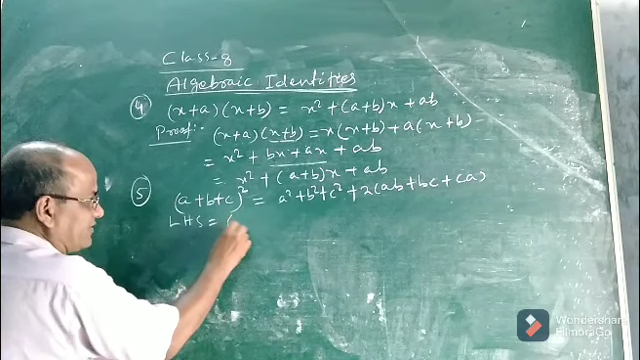 Class-8
Algebraic Identities
④ (x+a)(x+b) = x² + (a+b)x + ab
Proof:- (x+a)(x+b) = x(x+b) + a(x+b)
= x² + bx + ax + ab
= x² + (a+b)x + ab
⑤ (a+b+c)² = a² + b² + c² + 2(ab+bc+ca)
LHS = (
Wondershare
Filmora Go